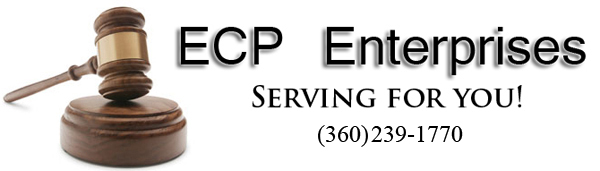 ECP Enterprises
Serving for you!
(360)239-1770